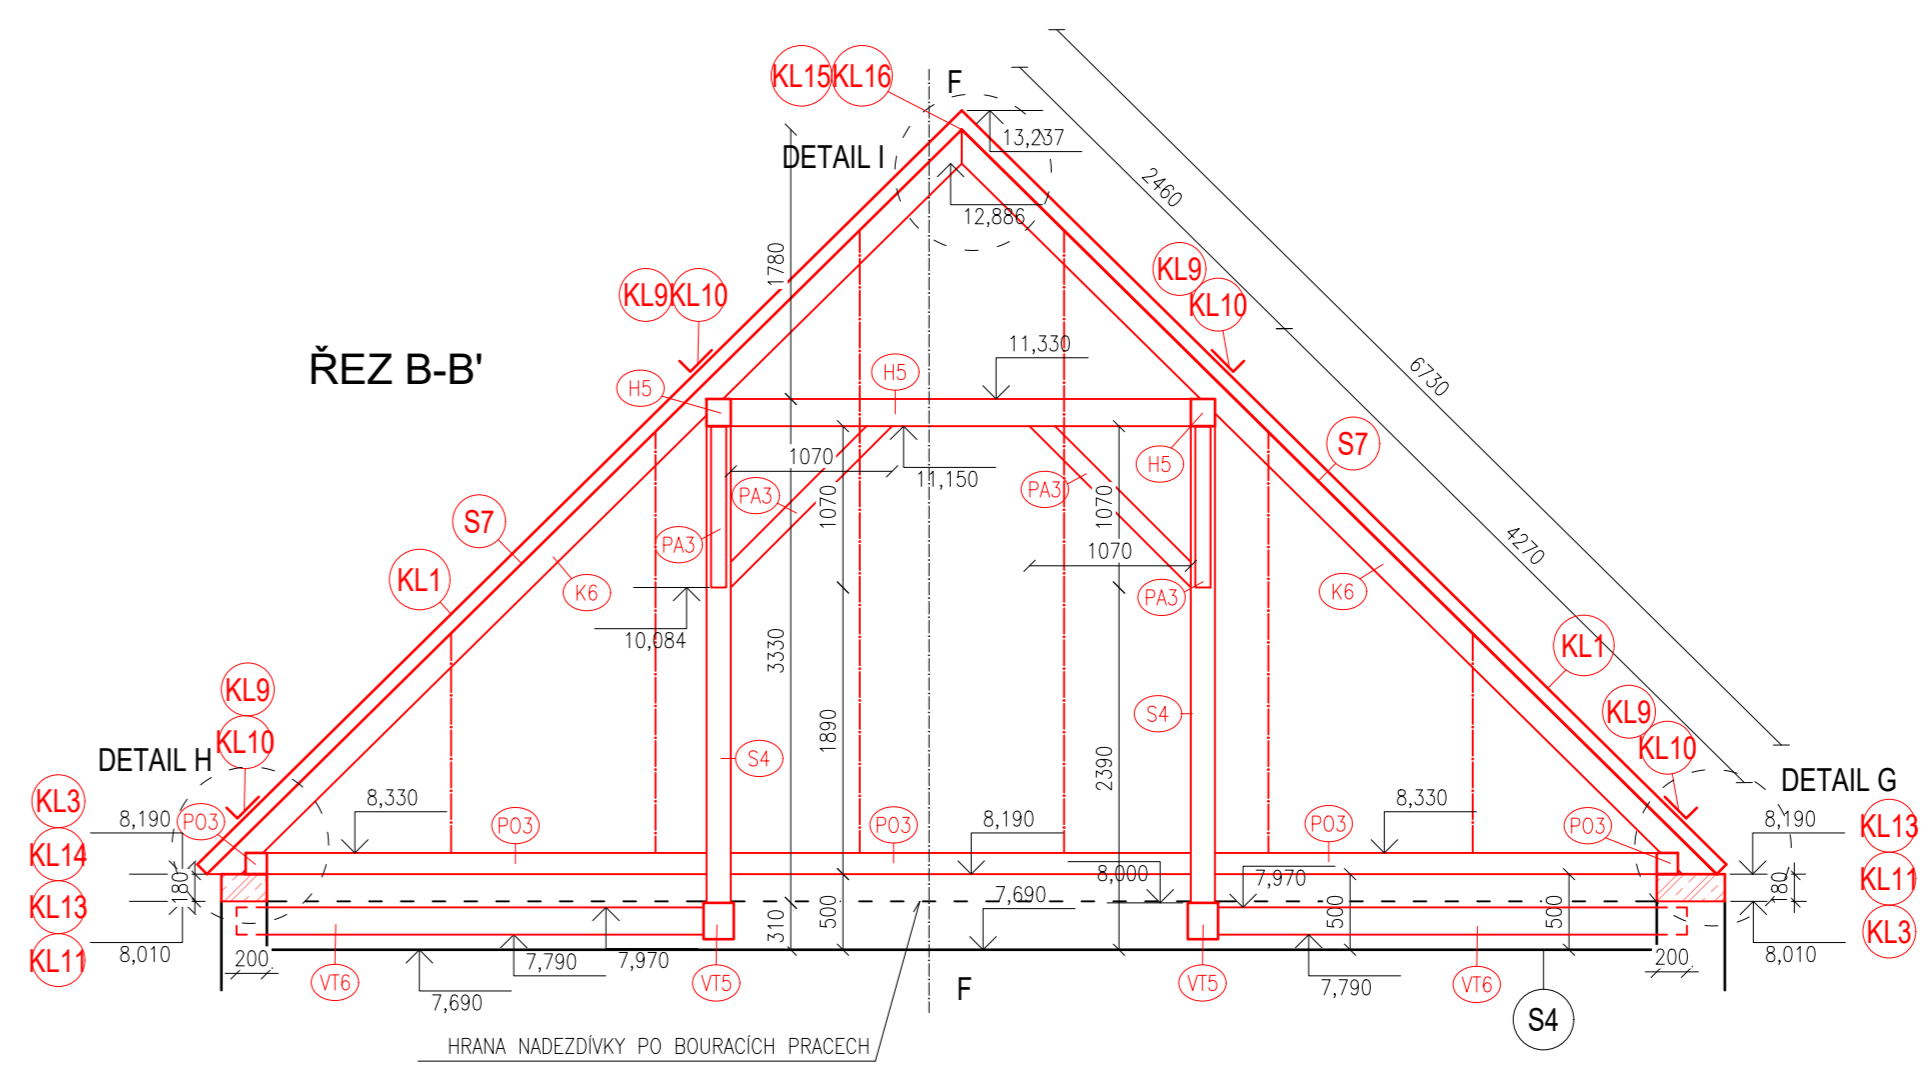 KL15 KL16
F
13,237
DETAIL I
12,886
2460
1780
KL9 KL10
KL9
KL10
ŘEZ B-B'
11,330
6730
H5
H5
S7
1070
11,150
H5
PA3
PA3
1070
1070
S7
PA3
1070
4270
KL1
K6
PA3
K6
10,084
3330
KL1
KL9
KL9
S4
1890
S4
2390
KL10
KL10
DETAIL H
DETAIL G
KL3
8,190
PO3
8,330
PO3
PO3
8,190
PO3
8,330
PO3
8,190
KL13
KL14
180
8,000
7,970
180
KL11
KL13
7,690
310
500
500
500
KL3
KL11
8,010
200
7,790
7,970
200
8,010
VT6
VT5
VT5
VT6
7,690
7,790
F
S4
HRANA NADEZDÍVKY PO BOURACÍCH PRACECH